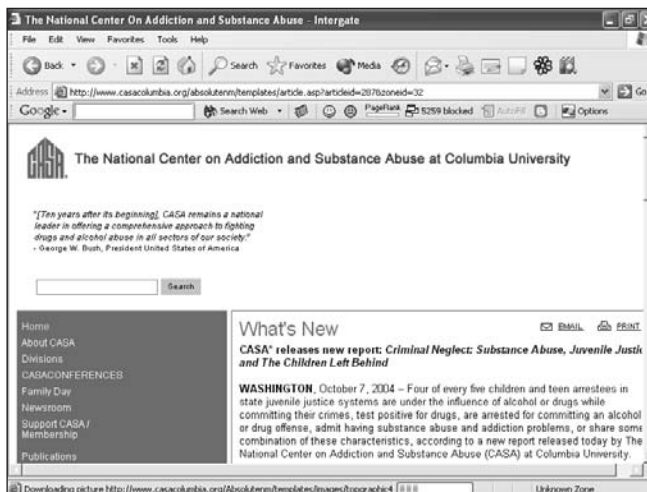 The National Center On Addiction and Substance Abuse - Intergate
File Edit View Favorites Tools Help
Back Search Favorites Media
Address http://www.casacolumbia.org/absolutenm/templates/article.asp?articleid=287&zoneid=32 Go
Google Search Web PageRank 5259 blocked AutoFill Options
CASA
The National Center on Addiction and Substance Abuse at Columbia University
"[Ten years after its beginning], CASA remains a national
leader in offering a comprehensive approach to fighting
drugs and alcohol abuse in all sectors of our society."
- George W. Bush, President United States of America
Search
Home
About CASA
Divisions
CASACONFERENCES
Family Day
Newsroom
Support CASA /
Membership
Publications
What's New EMAIL PRINT
CASA* releases new report: Criminal Neglect: Substance Abuse, Juvenile Justic
and The Children Left Behind
WASHINGTON, October 7, 2004 – Four of every five children and teen arrestees in
state juvenile justice systems are under the influence of alcohol or drugs while
committing their crimes, test positive for drugs, are arrested for committing an alcohol
or drug offense, admit having substance abuse and addiction problems, or share some
combination of these characteristics, according to a new report released today by The
National Center on Addiction and Substance Abuse (CASA) at Columbia University.
Downloading picture http://www.casacolumbia.org/Absolutenm/templates/images/topgraphic4 Unknown Zone